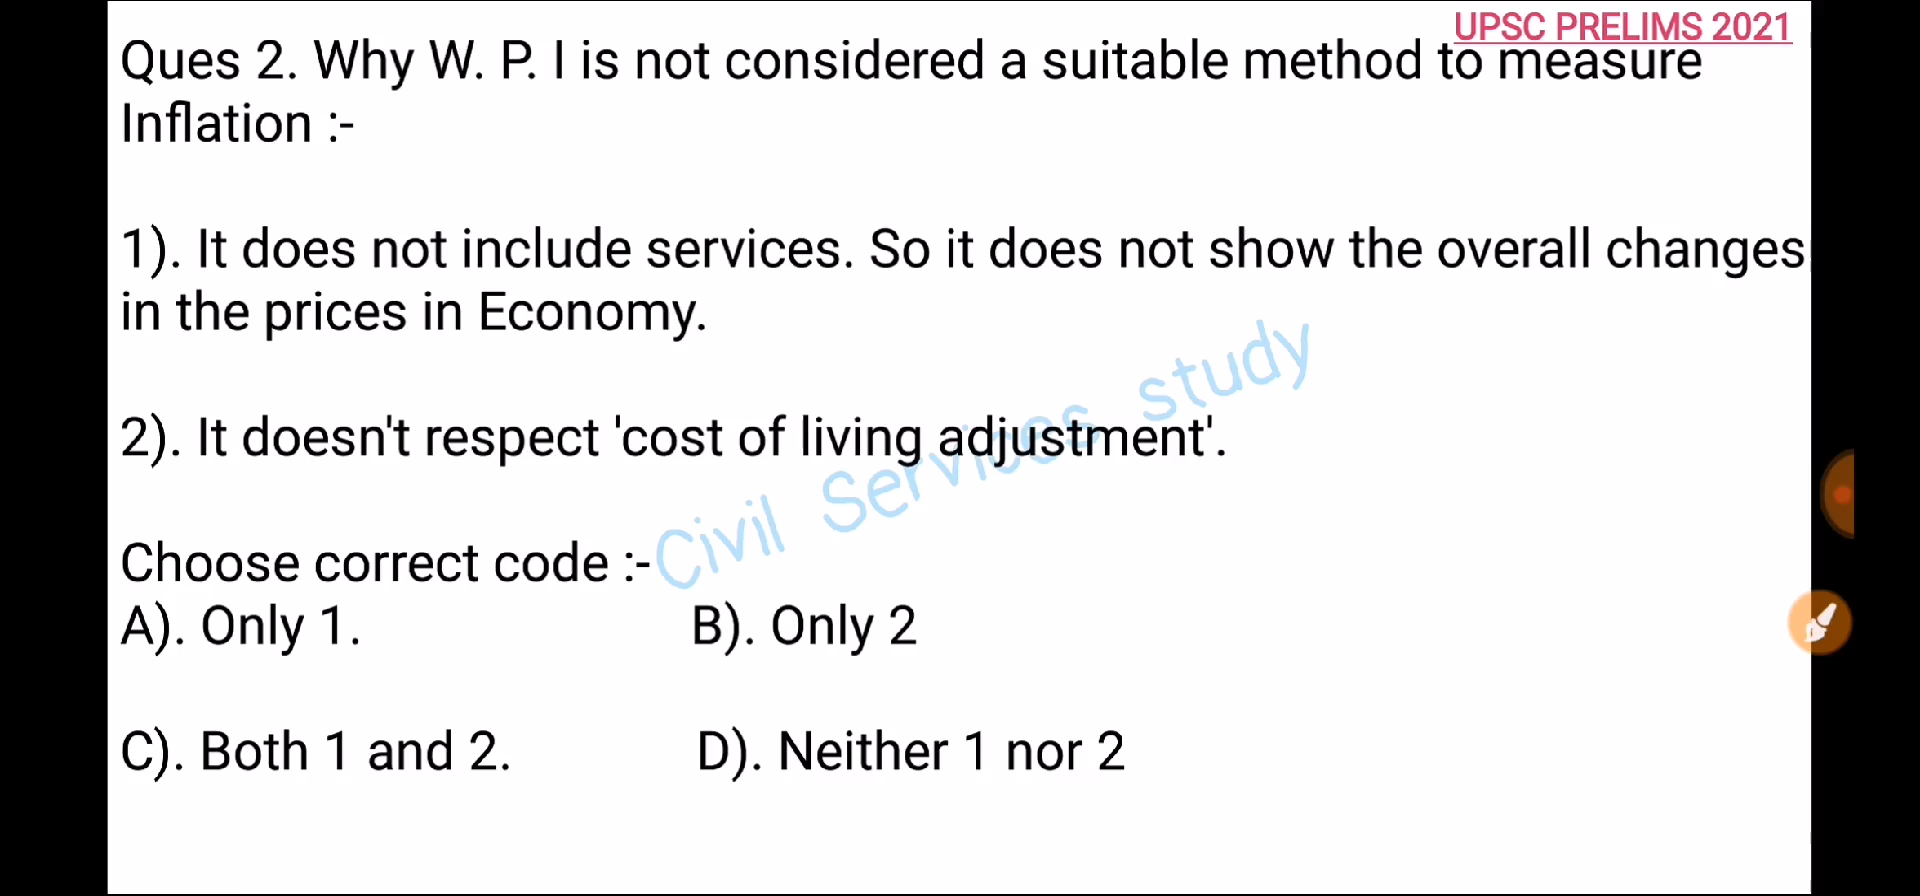 UPSC PRELIMS 2021
Ques 2. Why W. P. I is not considered a suitable method to measure
Inflation :-
1). It does not include services. So it does not show the overall changes
in the prices in Economy.
2). It doesn't respect 'cost of living adjustment'.
Civil Services study
Choose correct code :-
A). Only 1. B). Only 2
C). Both 1 and 2. D). Neither 1 nor 2